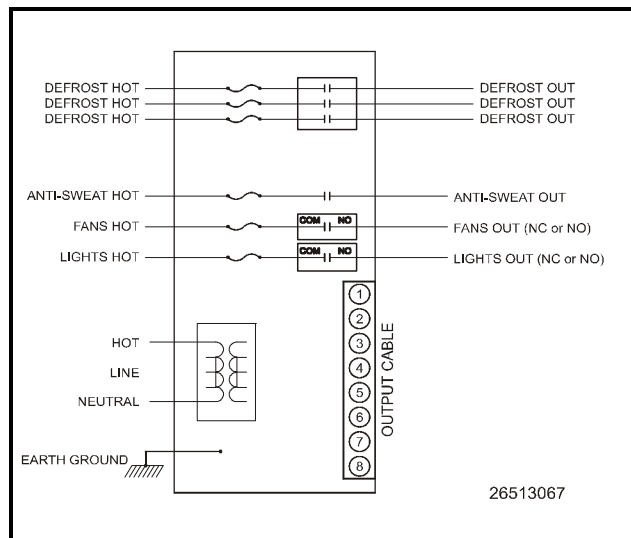 DEFROST HOT DEFROST OUT
DEFROST HOT DEFROST OUT
DEFROST HOT DEFROST OUT
ANTI-SWEAT HOT ANTI-SWEAT OUT
FANS HOT COM NO FANS OUT (NC or NO)
LIGHTS HOT COM NO LIGHTS OUT (NC or NO)
1
2
3
4
5
6
7
8
OUTPUT CABLE
HOT
LINE
NEUTRAL
EARTH GROUND
26513067